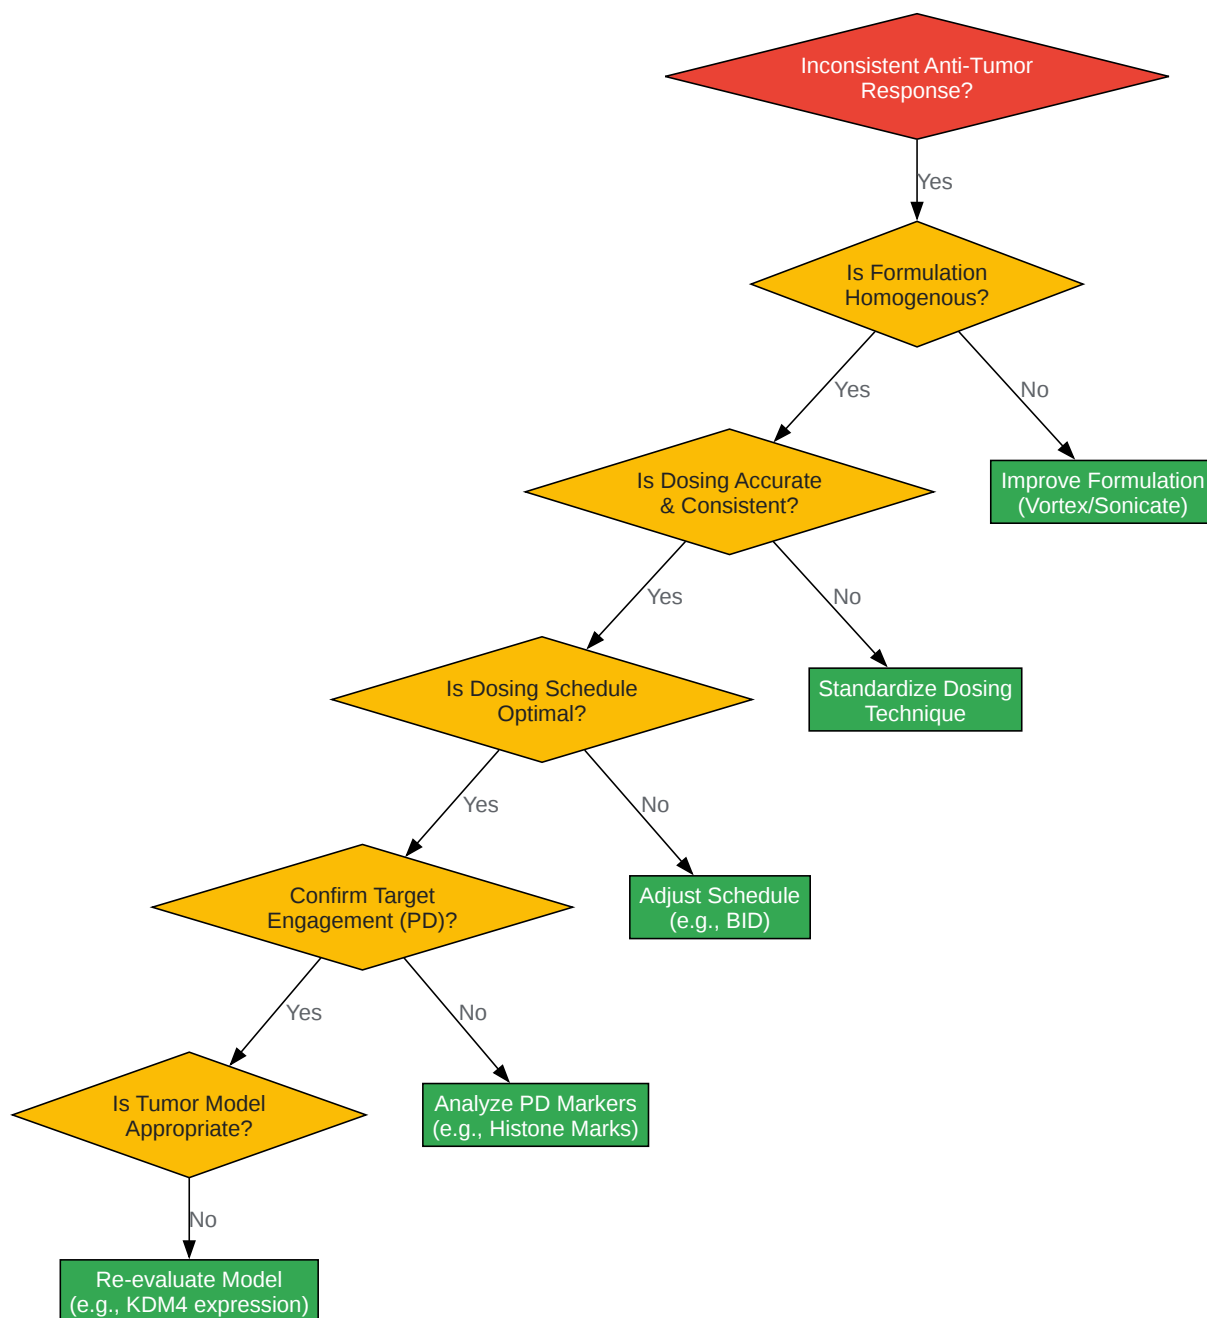 Inconsistent Anti-Tumor
Response?
Yes
Is Formulation
Homogenous?
Yes
No
Is Dosing Accurate
& Consistent?
Improve Formulation
(Vortex/Sonicate)
Yes
No
Is Dosing Schedule
Optimal?
Standardize Dosing
Technique
Yes
No
Confirm Target
Engagement (PD)?
Adjust Schedule
(e.g., BID)
Yes
No
Is Tumor Model
Appropriate?
Analyze PD Markers
(e.g., Histone Marks)
No
Re-evaluate Model
(e.g., KDM4 expression)